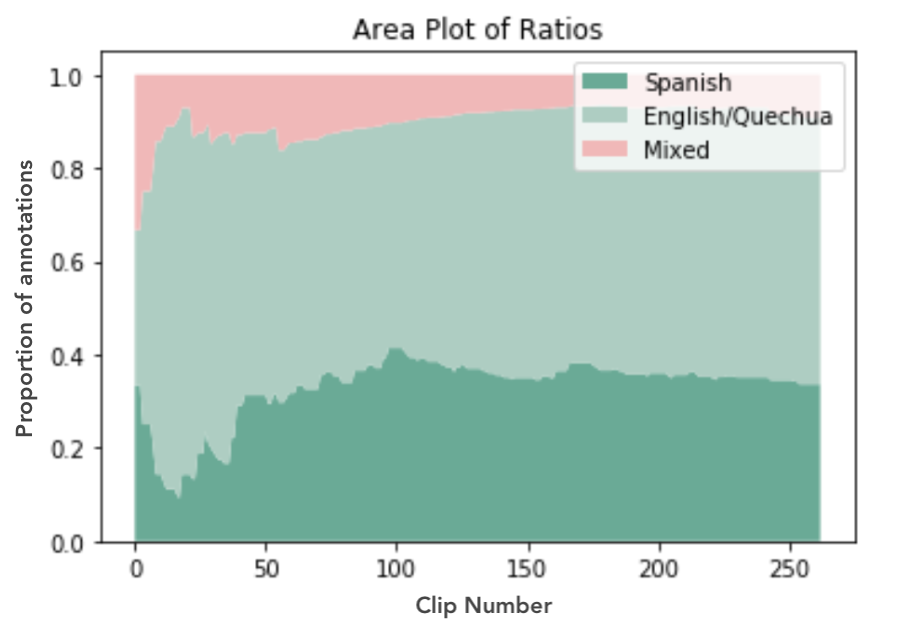 Area Plot of Ratios
Spanish
English/Quechua
Mixed
Proportion of annotations
1.0
0.8
0.6
0.4
0.2
0.0
0 50 100 150 200 250
Clip Number